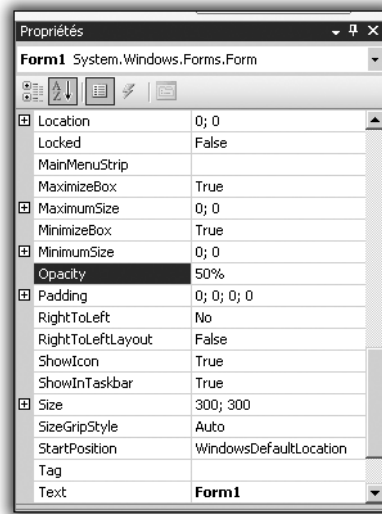 Propriétés
Form1 System.Windows.Forms.Form
Location 0; 0
Locked False
MainMenuStrip
MaximizeBox True
MaximumSize 0; 0
MinimizeBox True
MinimumSize 0; 0
Opacity 50%
Padding 0; 0; 0; 0
RightToLeft No
RightToLeftLayout False
ShowIcon True
ShowInTaskbar True
Size 300; 300
SizeGripStyle Auto
StartPosition WindowsDefaultLocation
Tag
Text Form1